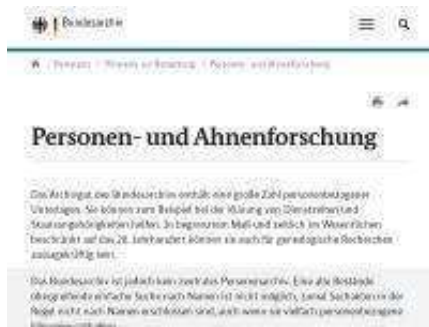 Bundesarchiv
Personen- und Ahnenforschung
Das Archivgut des Bundesarchivs enthält eine große Zahl personenbezogener
Unterlagen. Sie können zum Beispiel bei der Klärung von Dienstzeiten und
Staatsangehörigkeiten helfen. In begrenztem Maß und zeitlich im Wesentlichen
beschränkt auf das 20. Jahrhundert können sie auch für genealogische Recherchen
aussagekräftig sein.
Das Bundesarchiv ist jedoch kein zentrales Personenarchiv. Eine alle Bestände
übergreifende einfache Suche nach Namen ist nicht möglich, zumal Sachakten in der
Regel nicht nach Namen erschlossen sind, auch wenn sie vielfach personenbezogene